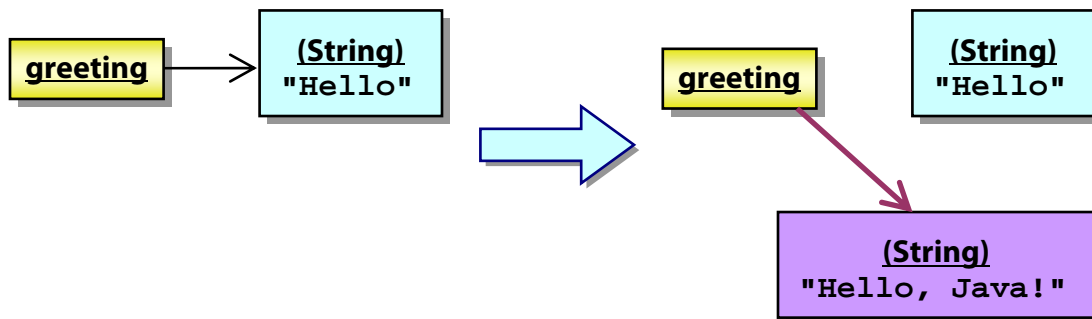 greeting
(String)
"Hello"
greeting
(String)
"Hello"
(String)
"Hello, Java!"